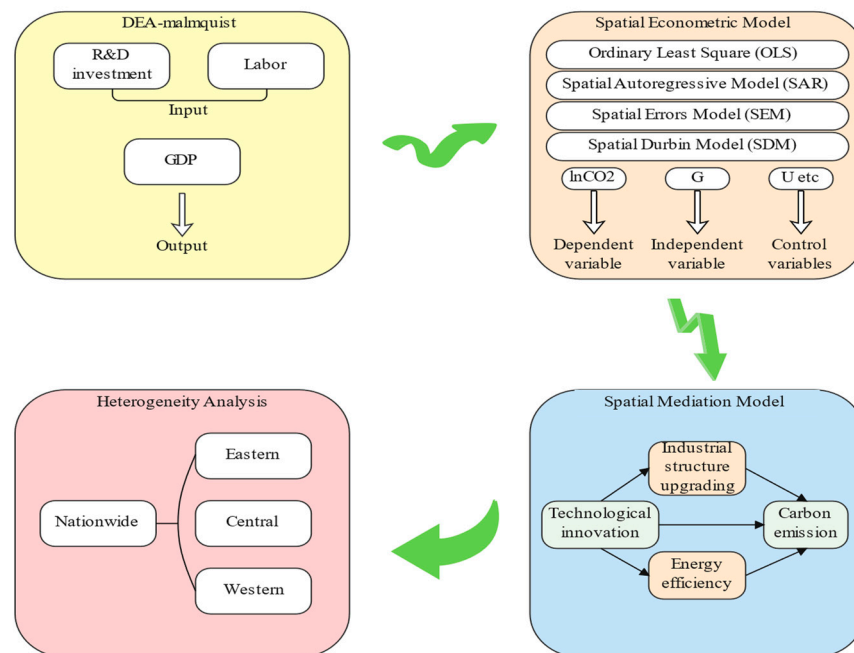 DEA-malmquist
R&D
investment
Labor
Input
GDP
Output
Spatial Econometric Model
Ordinary Least Square (OLS)
Spatial Autoregressive Model (SAR)
Spatial Errors Model (SEM)
Spatial Durbin Model (SDM)
lnCO2
G
U etc
Dependent
variable
Independent
variable
Control
variables
Heterogeneity Analysis
Nationwide
Eastern
Central
Western
Spatial Mediation Model
Industrial
structure
upgrading
Technological
innovation
Carbon
emission
Energy
efficiency